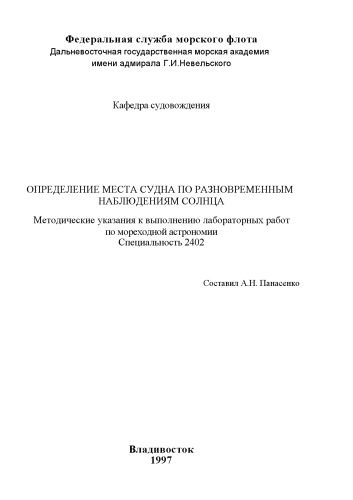 Федеральная служба морского флота
Дальневосточная государственная морская академия
имени адмирала Г.И.Невельского
Кафедра судовождения
ОПРЕДЕЛЕНИЕ МЕСТА СУДНА ПО РАЗНОВРЕМЕННЫМ
НАБЛЮДЕНИЯМ СОЛНЦА
Методические указания к выполнению лабораторных работ
по мореходной астрономии
Специальность 2402
Составил А.Н. Панасенко
Владивосток
1997